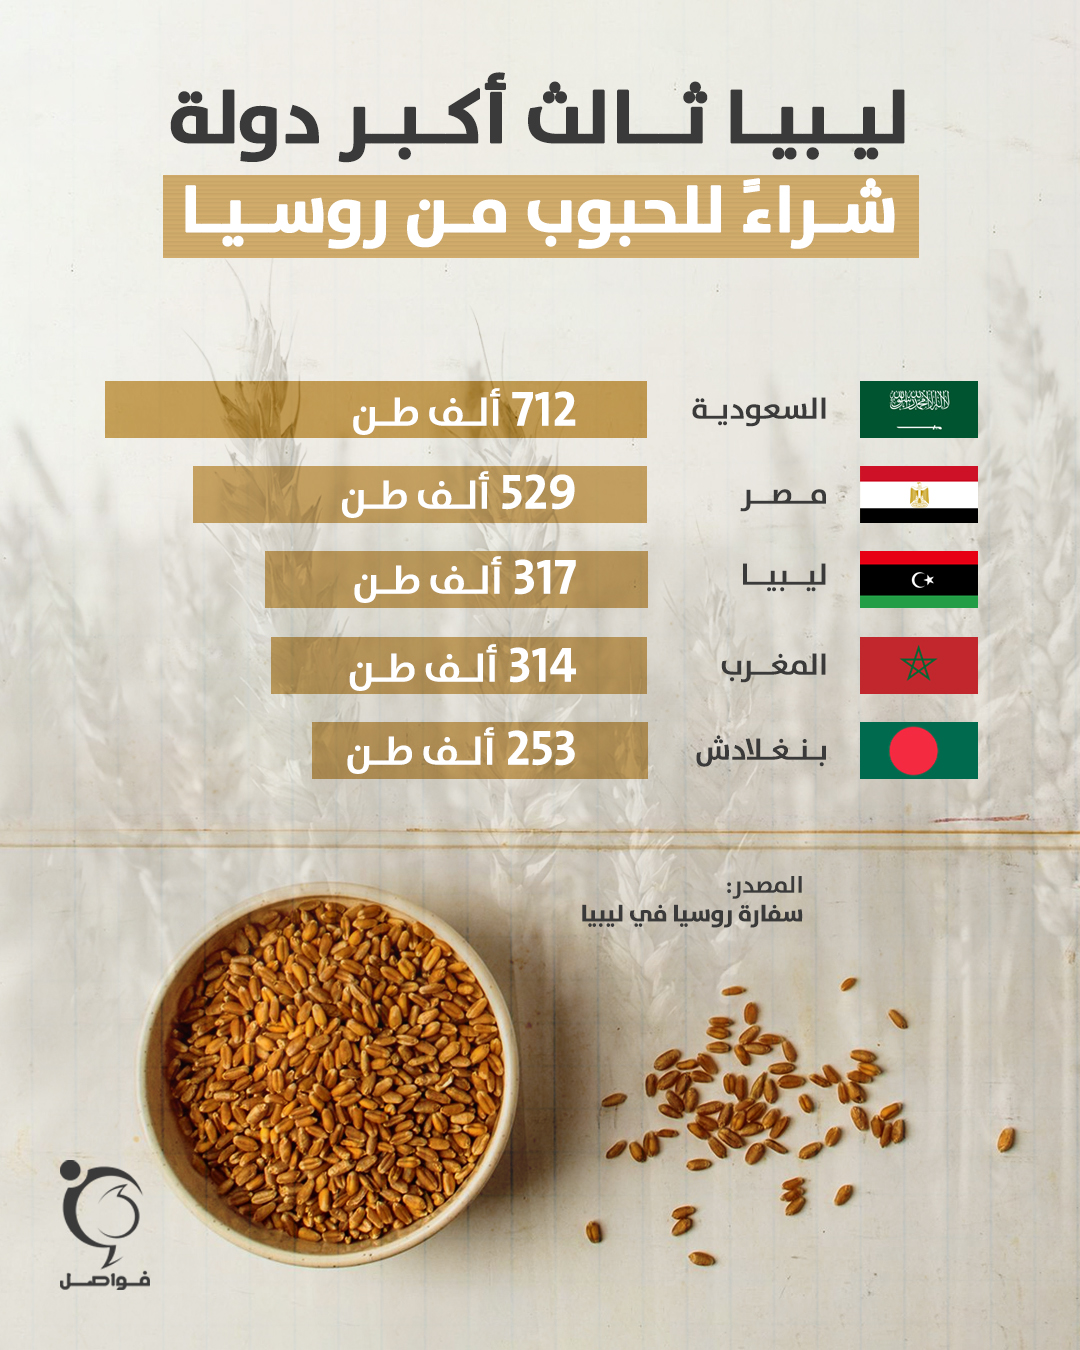 ليبيا ثالث أكبر دولة
شراءً للحبوب من روسيا
السعودية 712 ألف طن
مصر 529 ألف طن
ليبيا 317 ألف طن
المغرب 314 ألف طن
بنغلادش 253 ألف طن
المصدر:
سفارة روسيا في ليبيا
فواصل